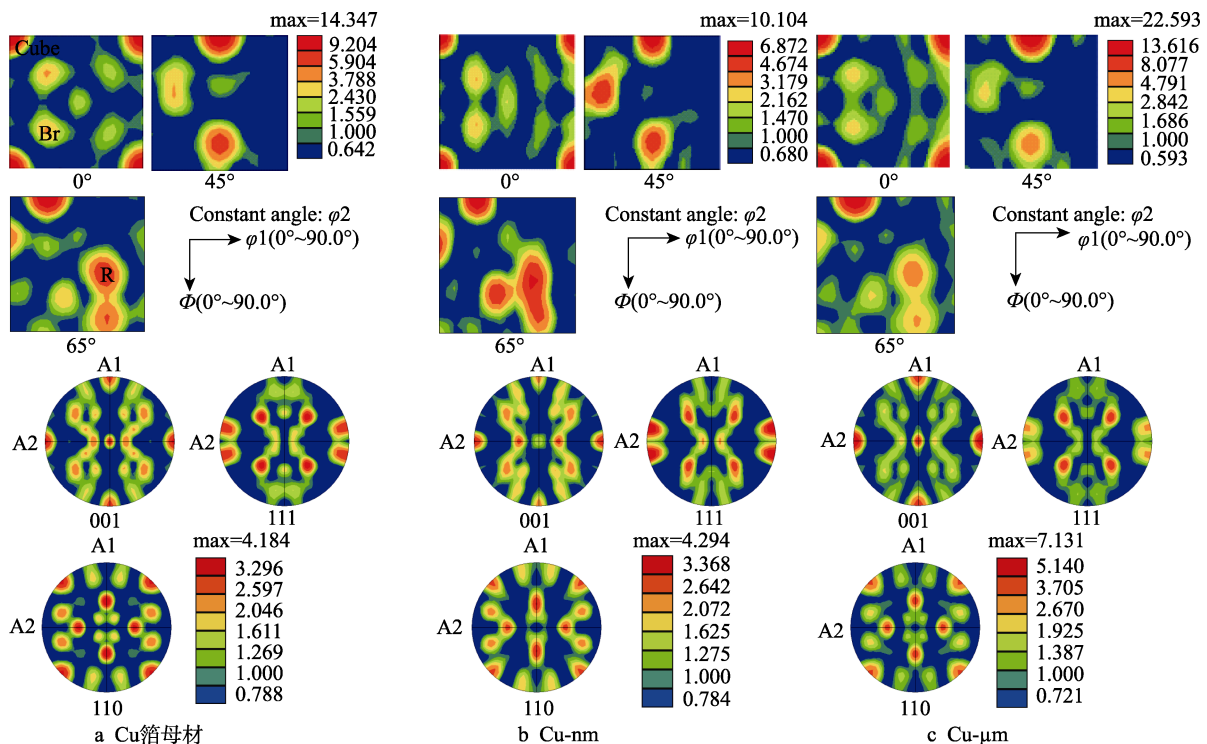 max=14.347
Cube
Br
9.204
5.904
3.788
2.430
1.559
1.000
0.642
0°
45°
R
Constant angle: φ2
φ1(0°~90.0°)
Φ(0°~90.0°)
65°
A1
A2
001
A2
111
max=4.184
A1
A2
3.296
2.597
2.046
1.611
1.269
1.000
0.788
110
a Cu箔母材
max=10.104
6.872
4.674
3.179
2.162
1.470
1.000
0.680
0°
45°
Constant angle: φ2
φ1(0°~90.0°)
Φ(0°~90.0°)
65°
A1
A2
001
A2
111
max=4.294
A1
A2
3.368
2.642
2.072
1.625
1.275
1.000
0.784
110
b Cu-nm
max=22.593
13.616
8.077
4.791
2.842
1.686
1.000
0.593
0°
45°
Constant angle: φ2
φ1(0°~90.0°)
Φ(0°~90.0°)
65°
A1
A2
001
A2
111
max=7.131
A1
A2
5.140
3.705
2.670
1.925
1.387
1.000
0.721
110
c Cu-μm